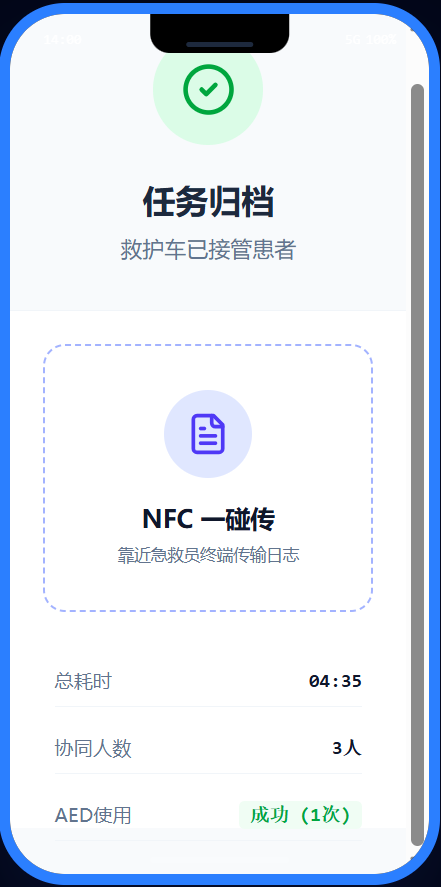 任务归档
救护车已接管患者
NFC 一碰传
靠近急救员终端传输日志
总耗时 04:35
协同人数 3人
AED使用 成功 (1次)